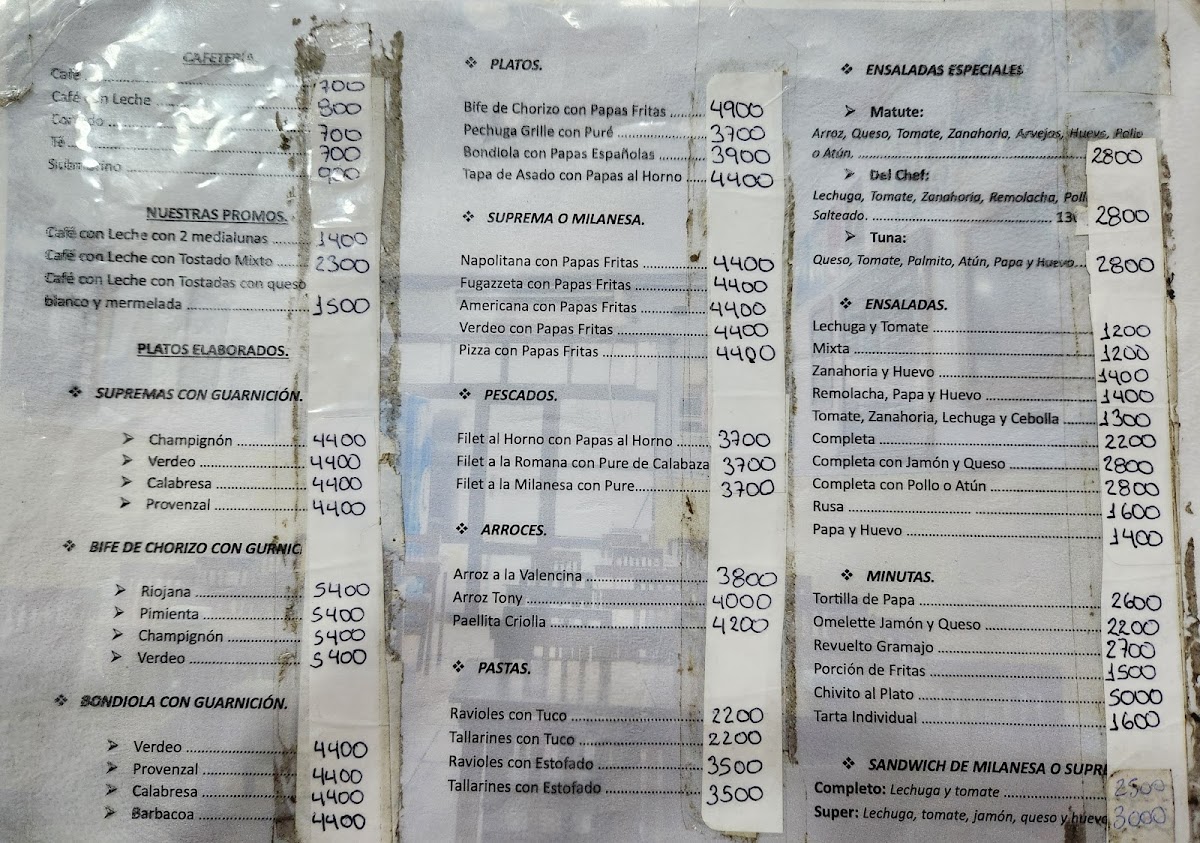 CAFETERÍA
Café 700
Café con Leche 800
Cortado 700
Té 700
Submarino 900
NUESTRAS PROMOS.
Café con Leche con 2 medialunas 1400
Café con Leche con Tostado Mixto 2300
Café con Leche con Tostadas con queso
blanco y mermelada 1500
PLATOS ELABORADOS.
SUPREMAS CON GUARNICIÓN.
Champignón 4400
Verdeo 4400
Calabresa 4400
Provenzal 4400
BIFE DE CHORIZO CON GURNICI
Riojana 5400
Pimienta 5400
Champignón 5400
Verdeo 5400
BONDIOLA CON GUARNICIÓN.
Verdeo 4400
Provenzal 4400
Calabresa 4400
Barbacoa 4400
PLATOS.
Bife de Chorizo con Papas Fritas 4900
Pechuga Grille con Puré 3700
Bondiola con Papas Españolas 3900
Tapa de Asado con Papas al Horno 4400
SUPREMA O MILANESA.
Napolitana con Papas Fritas 4400
Fugazzeta con Papas Fritas 4400
Americana con Papas Fritas 4400
Verdeo con Papas Fritas 4400
Pizza con Papas Fritas 4400
PESCADOS.
Filet al Horno con Papas al Horno 3700
Filet a la Romana con Pure de Calabaza 3700
Filet a la Milanesa con Pure 3700
ARROCES.
Arroz a la Valencina 3800
Arroz Tony 4000
Paellita Criolla 4200
PASTAS.
Ravioles con Tuco 2200
Tallarines con Tuco 2200
Ravioles con Estofado 3500
Tallarines con Estofado 3500
ENSALADAS ESPECIALES
Matute:
Arroz, Queso, Tomate, Zanahoria, Arvejas, Huevo, Pollo
o Atún. 2800
Del Chef:
Lechuga, Tomate, Zanahoria, Remolacha, Poll
Salteado. 13 2800
Tuna:
Queso, Tomate, Palmito, Atún, Papa y Huevo 2800
ENSALADAS.
Lechuga y Tomate 1200
Mixta 1200
Zanahoria y Huevo 1400
Remolacha, Papa y Huevo 1400
Tomate, Zanahoria, Lechuga y Cebolla 1300
Completa 2200
Completa con Jamón y Queso 2800
Completa con Pollo o Atún 2800
Rusa 1600
Papa y Huevo 1400
MINUTAS.
Tortilla de Papa 2600
Omelette Jamón y Queso 2200
Revuelto Gramajo 2700
Porción de Fritas 1500
Chivito al Plato 5000
Tarta Individual 1600
SANDWICH DE MILANESA O SUPRE
Completo: Lechuga y tomate 2500
Super: Lechuga, tomate, jamón, queso y huevo 3000